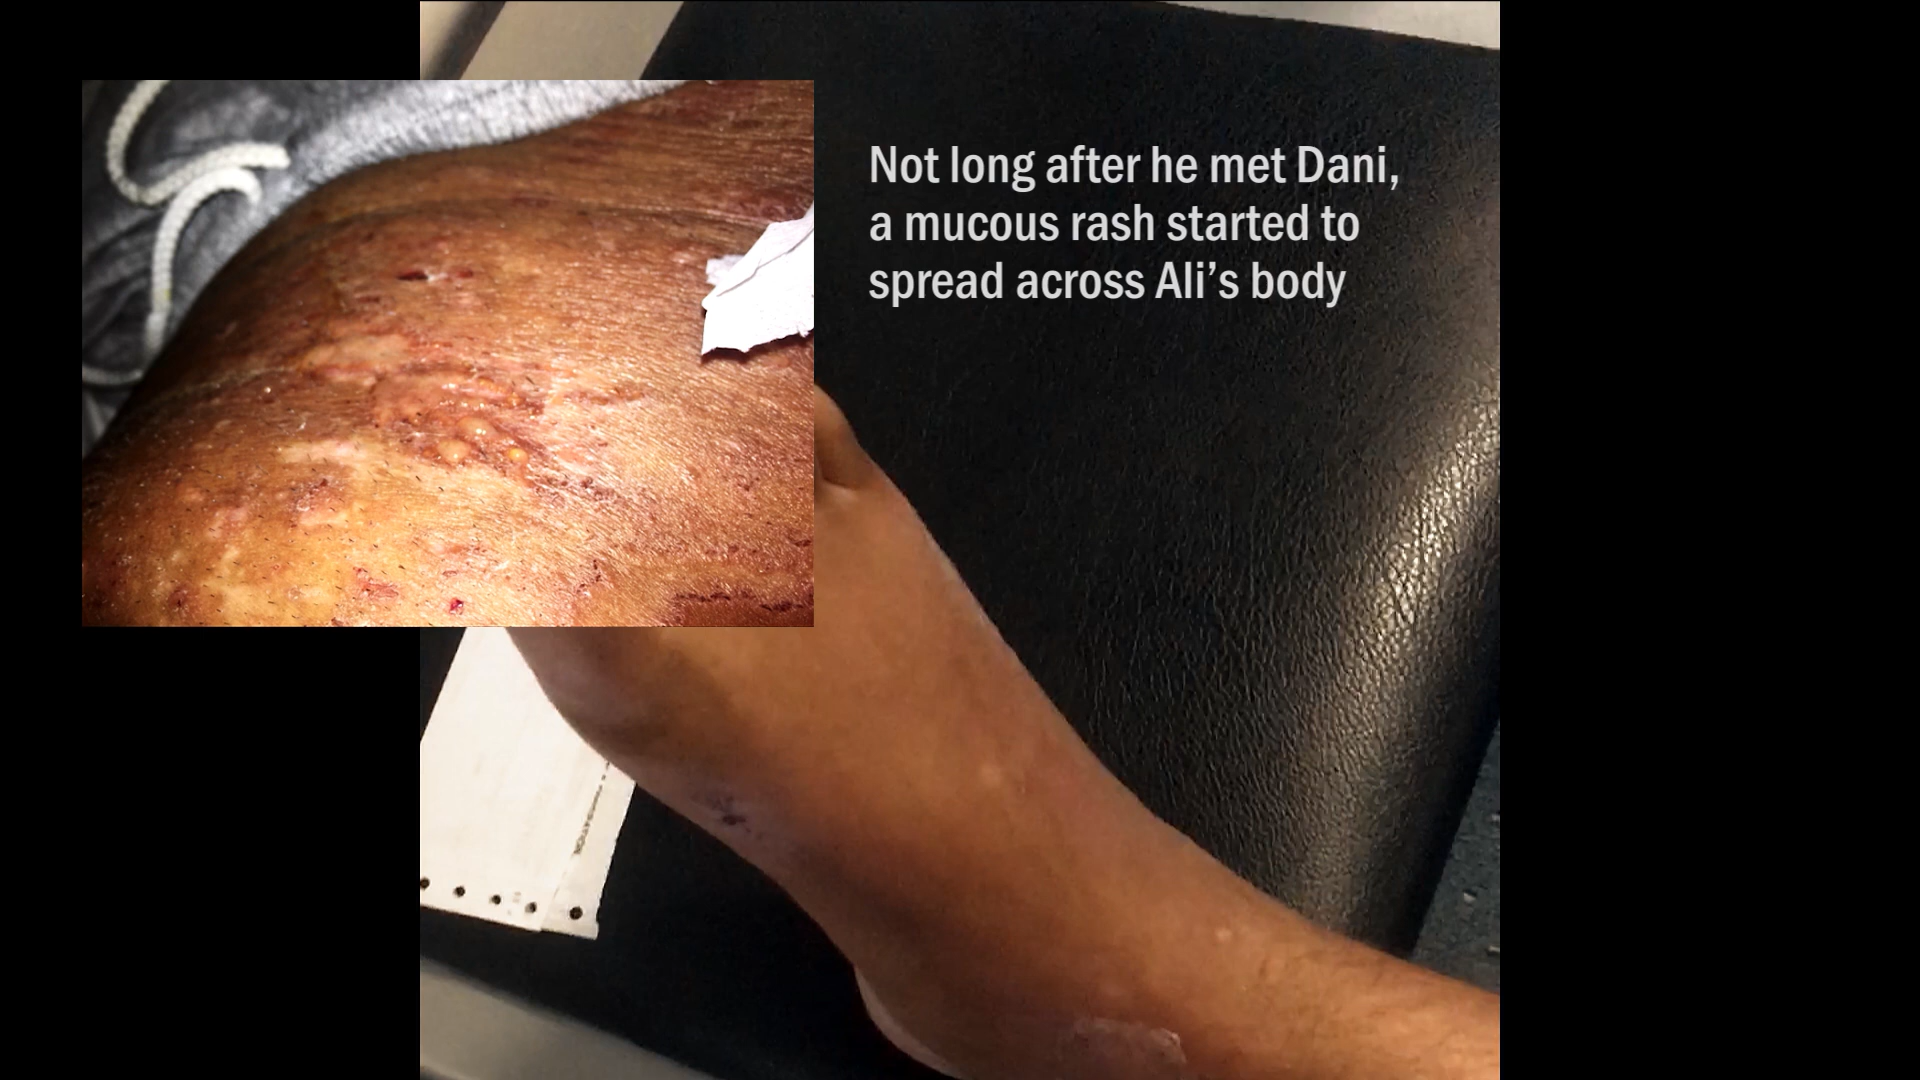 Not long after he met Dani,
a mucous rash started to
spread across Ali’s body